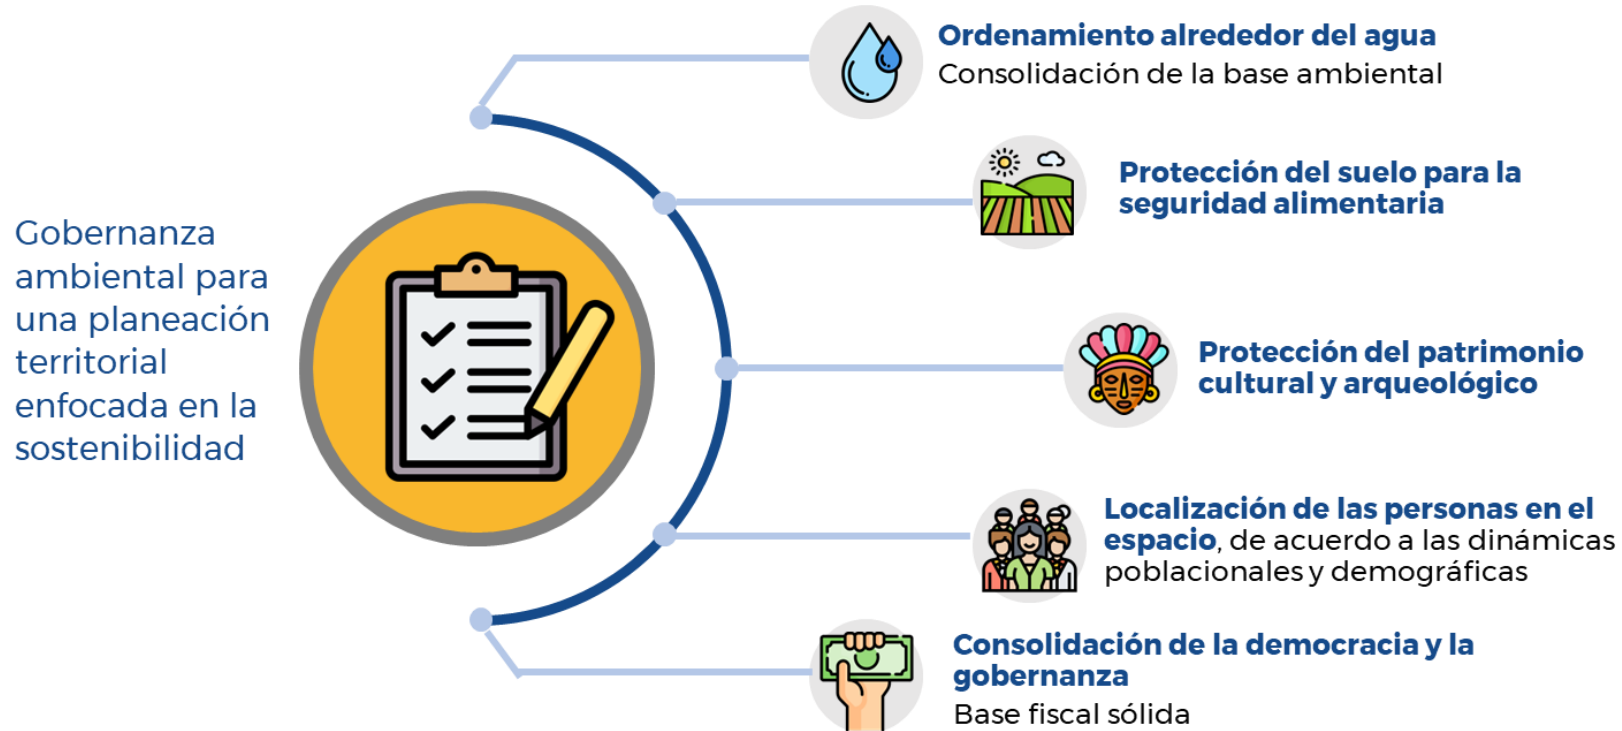 Gobernanza
ambiental para
una planeación
territorial
enfocada en la
sostenibilidad
Ordenamiento alrededor del agua
Consolidación de la base ambiental
Protección del suelo para la
seguridad alimentaria
Protección del patrimonio
cultural y arqueológico
Localización de las personas en el
espacio, de acuerdo a las dinámicas
poblacionales y demográficas
Consolidación de la democracia y la
gobernanza
Base fiscal sólida